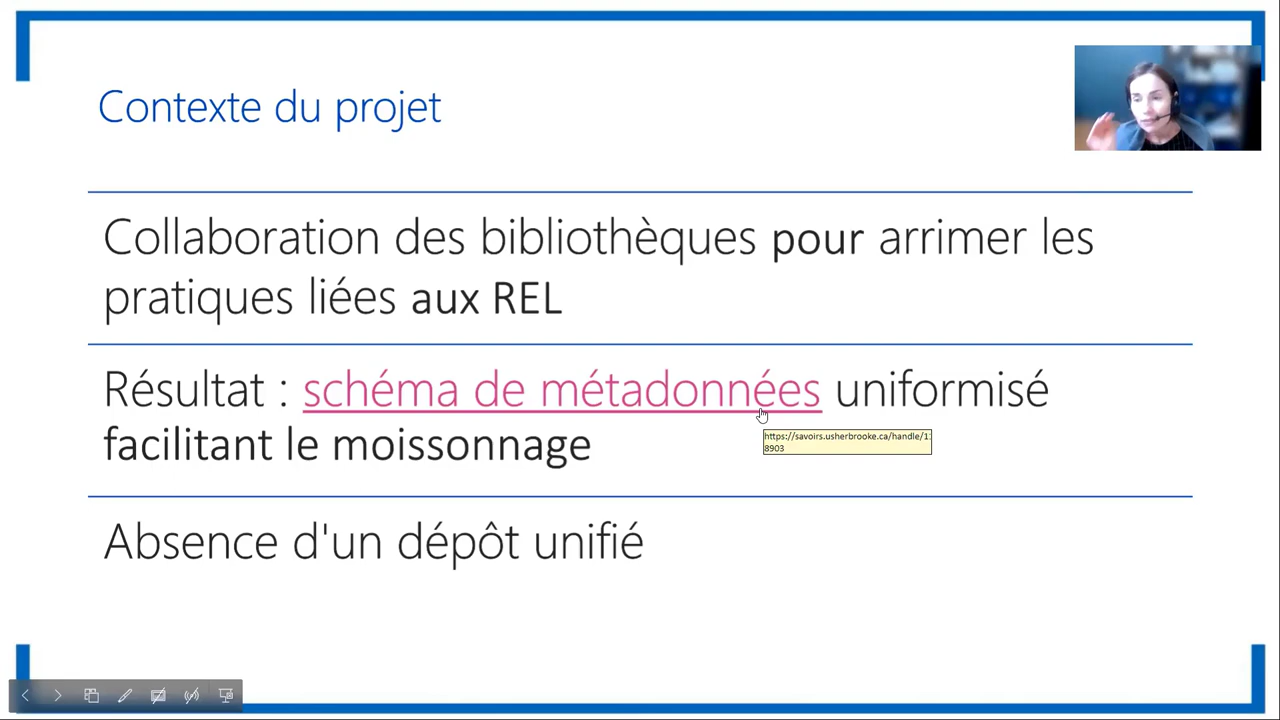 Contexte du projet
Collaboration des bibliothèques pour arrimer les
pratiques liées aux REL
Résultat : schéma de métadonnées uniformisé
facilitant le moissonnage
https://savoirs.usherbrooke.ca/handle/1
8903
Absence d'un dépôt unifié